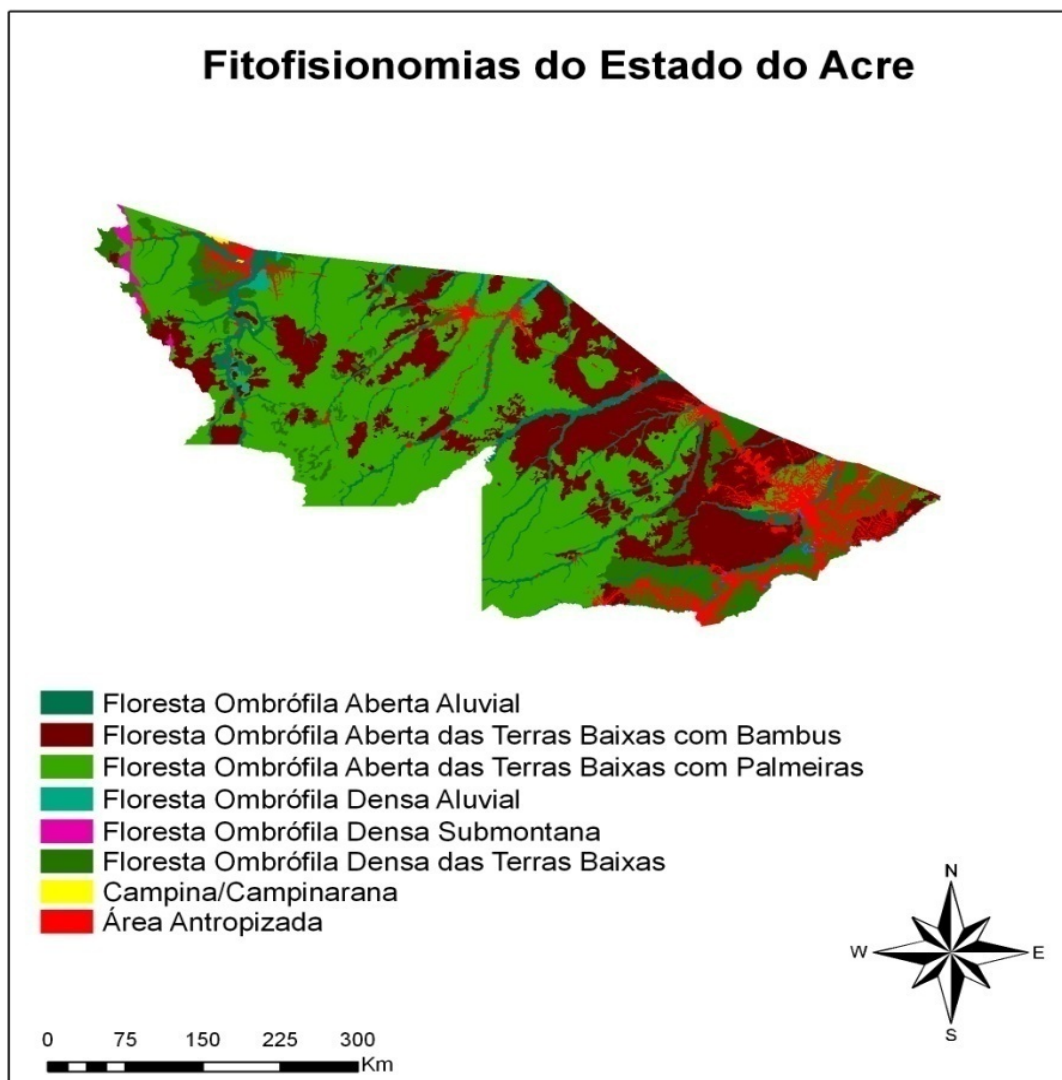 Fitofisionomias do Estado do Acre
Floresta Ombrófila Aberta Aluvial
Floresta Ombrófila Aberta das Terras Baixas com Bambus
Floresta Ombrófila Aberta das Terras Baixas com Palmeiras
Floresta Ombrófila Densa Aluvial
Floresta Ombrófila Densa Submontana
Floresta Ombrófila Densa das Terras Baixas
Campina/Campinarana
Área Antropizada
N
W E
S
0 75 150 225 300
Km